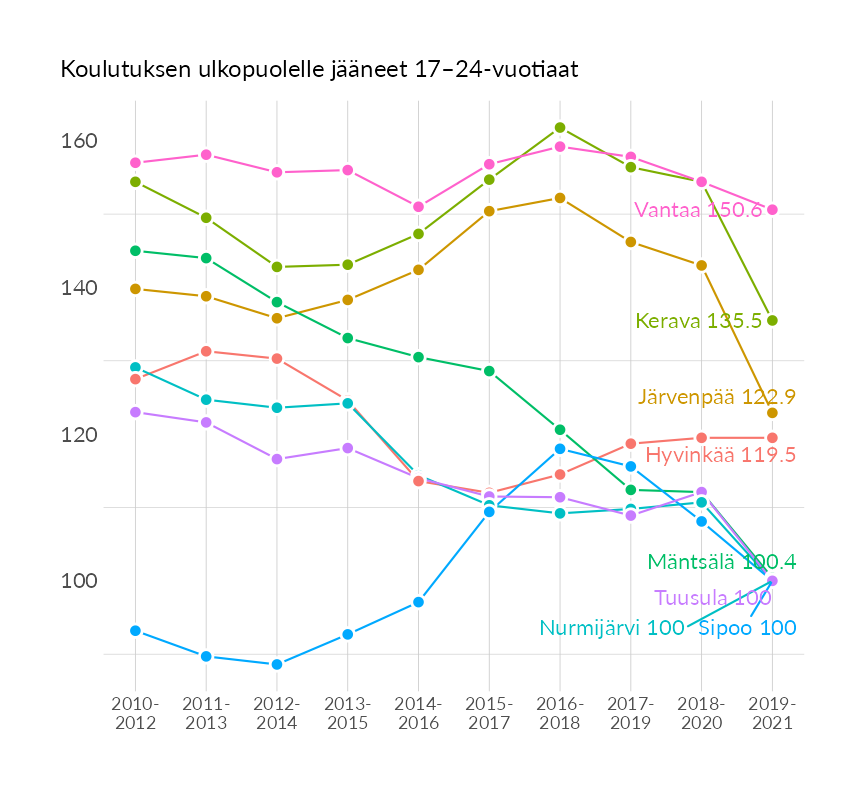 Koulutuksen ulkopuolelle jääneet 17–24-vuotiaat
160
140
120
100
Vantaa 150.6
Kerava 135.5
Järvenpää 122.9
Hyvinkää 119.5
Mäntsälä 100.4
Tuusula 100
Nurmijärvi 100
Sipoo 100
2010- 2011- 2012- 2013- 2014- 2015- 2016- 2017- 2018- 2019-
2012 2013 2014 2015 2016 2017 2018 2019 2020 2021